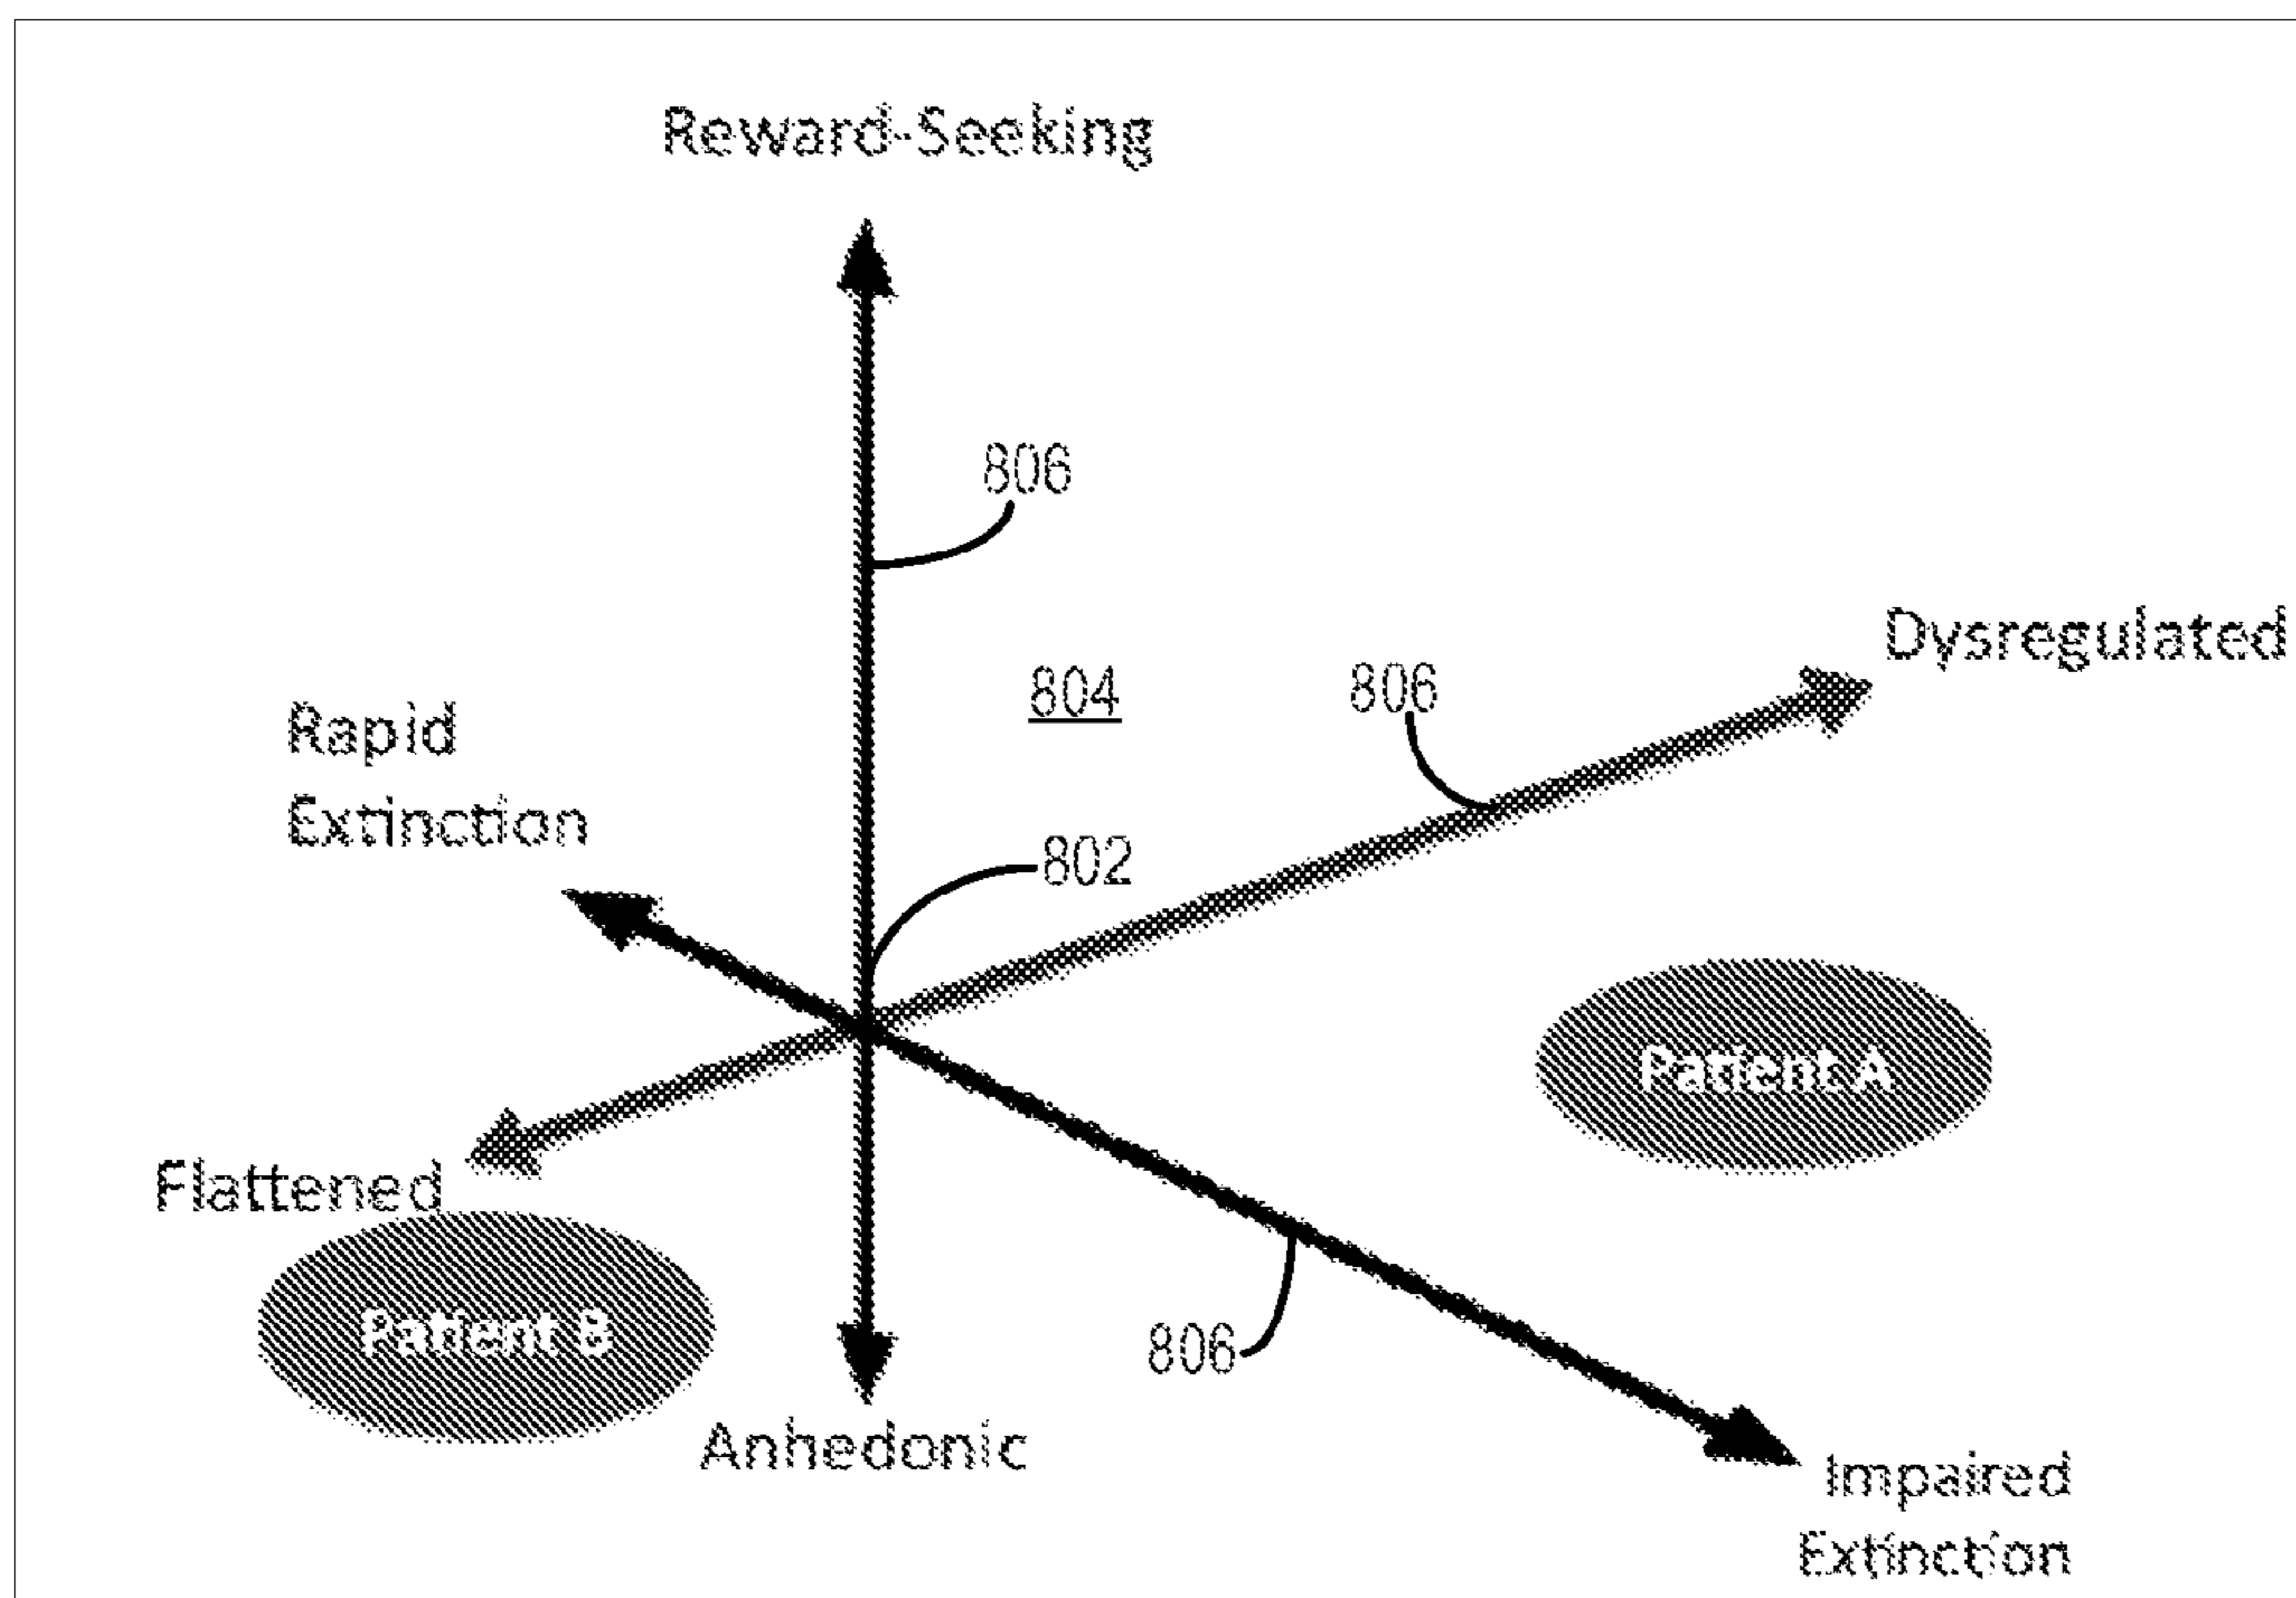 Reward-Seeking
806
Dysregulated
804
806
Rapid
Extinction
802
Patient A
Flattened
Patient B
806
Anhedonic
Impaired
Extinction